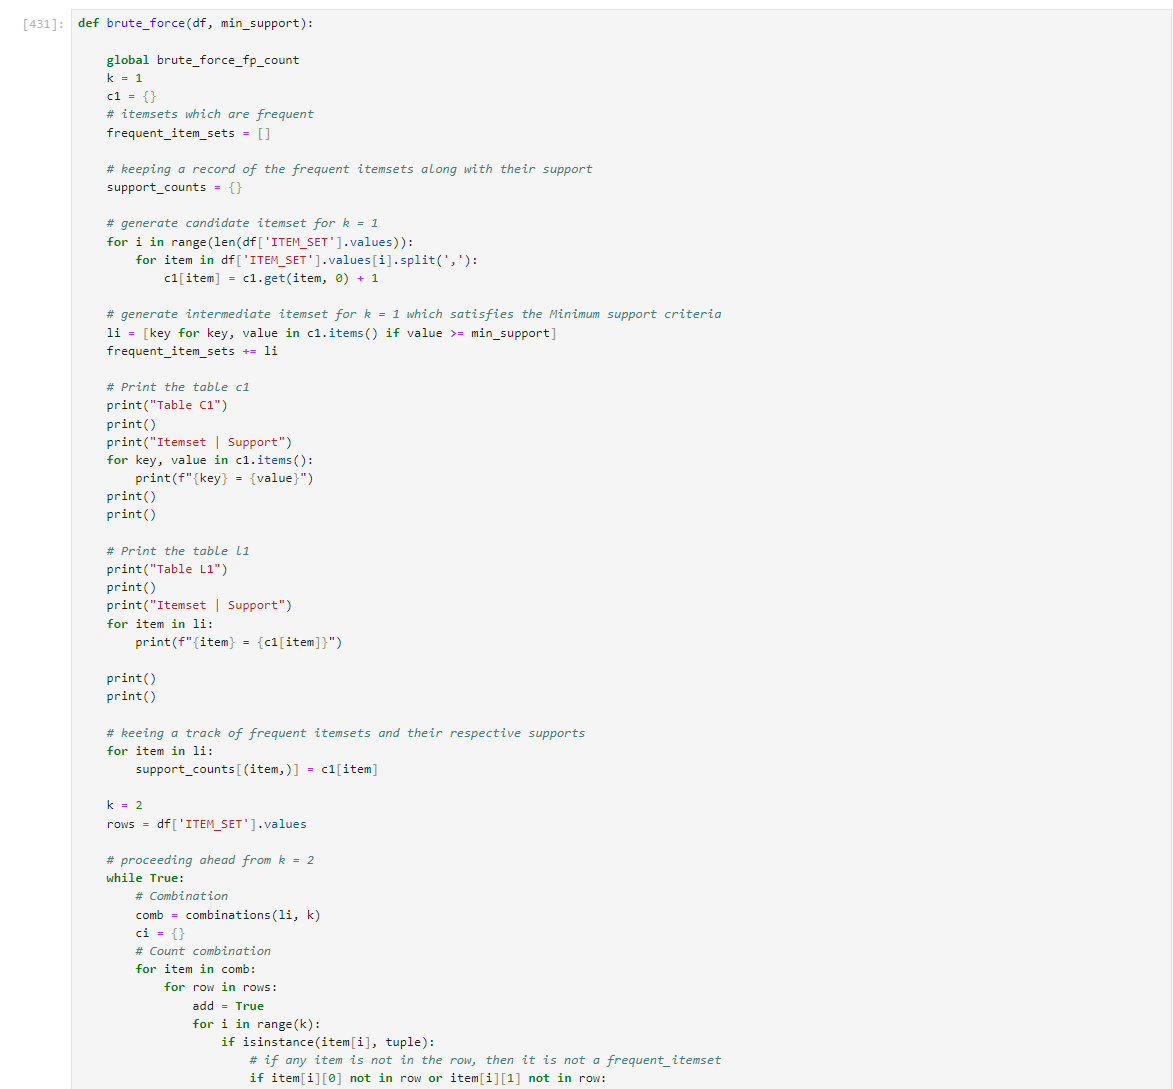 [431]: def brute_force(df, min_support):
global brute_force_fp_count
k = 1
c1 = {}
# itemsets which are frequent
frequent_item_sets = []
# keeping a record of the frequent itemsets along with their support
support_counts = {}
# generate candidate itemset for k = 1
for i in range(len(df['ITEM_SET'].values)):
for item in df['ITEM_SET'].values[i].split(','):
c1[item] = c1.get(item, 0) + 1
# generate intermediate itemset for k = 1 which satisfies the Minimum support criteria
li = [key for key, value in c1.items() if value >= min_support]
frequent_item_sets += li
# Print the table c1
print("Table C1")
print()
print("Itemset | Support")
for key, value in c1.items():
print(f"{key} = {value}")
print()
print()
# Print the table l1
print("Table L1")
print()
print("Itemset | Support")
for item in li:
print(f"{item} = {c1[item]}")
print()
print()
# keeing a track of frequent itemsets and their respective supports
for item in li:
support_counts[(item,)] = c1[item]
k = 2
rows = df['ITEM_SET'].values
# proceeding ahead from k = 2
while True:
# Combination
comb = combinations(li, k)
ci = {}
# Count combination
for item in comb:
for row in rows:
add = True
for i in range(k):
if isinstance(item[i], tuple):
# if any item is not in the row, then it is not a frequent_itemset
if item[i][0] not in row or item[i][1] not in row: